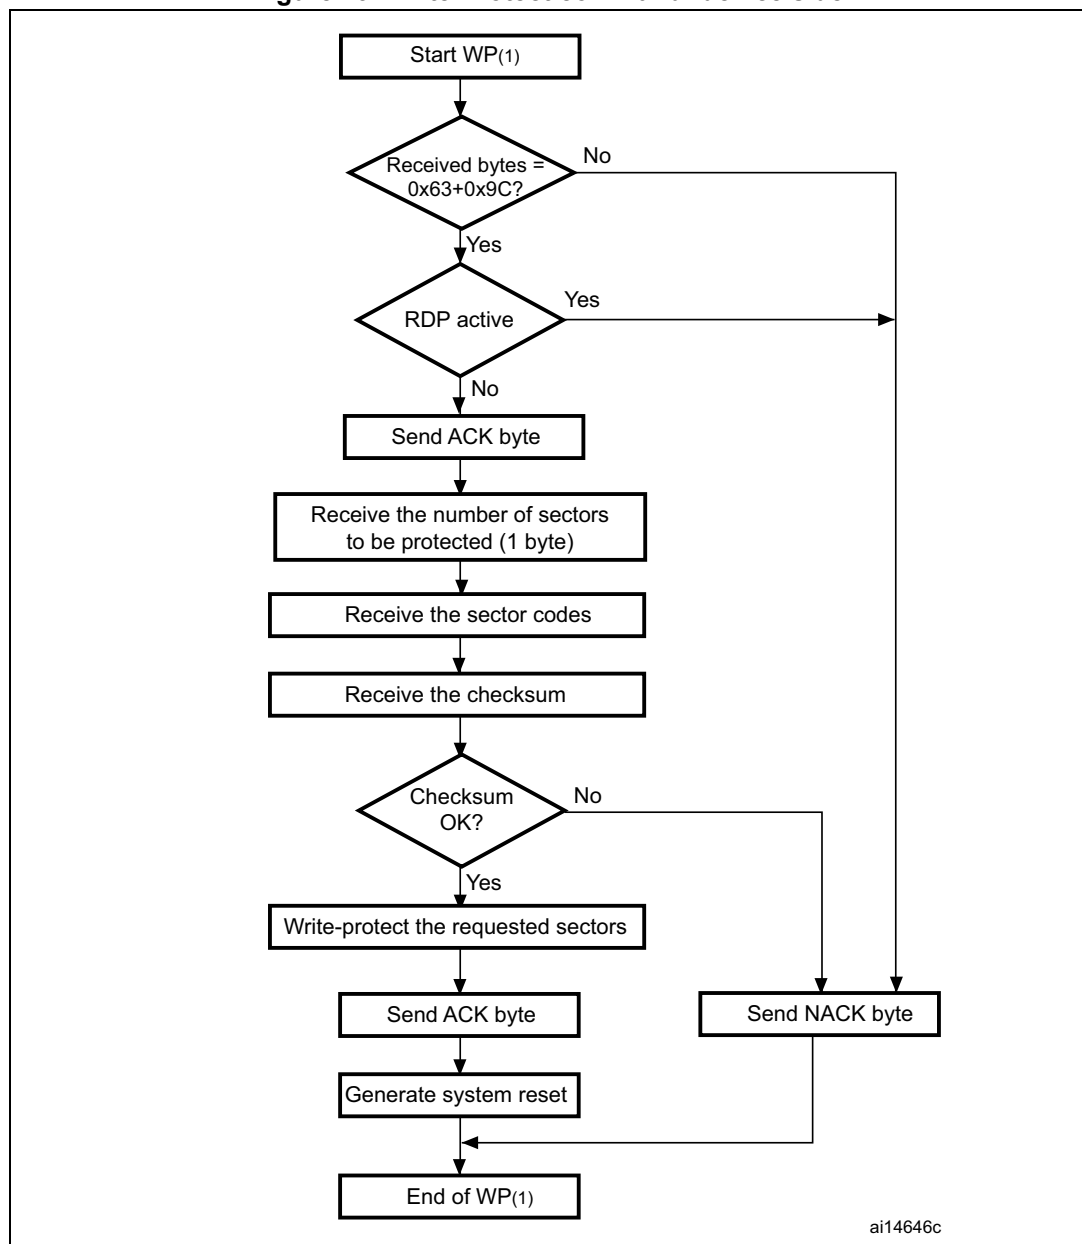 Start WP(1)
Received bytes =
0x63+0x9C?
No
Yes
RDP active
Yes
No
Send ACK byte
Receive the number of sectors
to be protected (1 byte)
Receive the sector codes
Receive the checksum
Checksum
OK?
No
Yes
Write-protect the requested sectors
Send ACK byte
Send NACK byte
Generate system reset
End of WP(1)
ai14646c